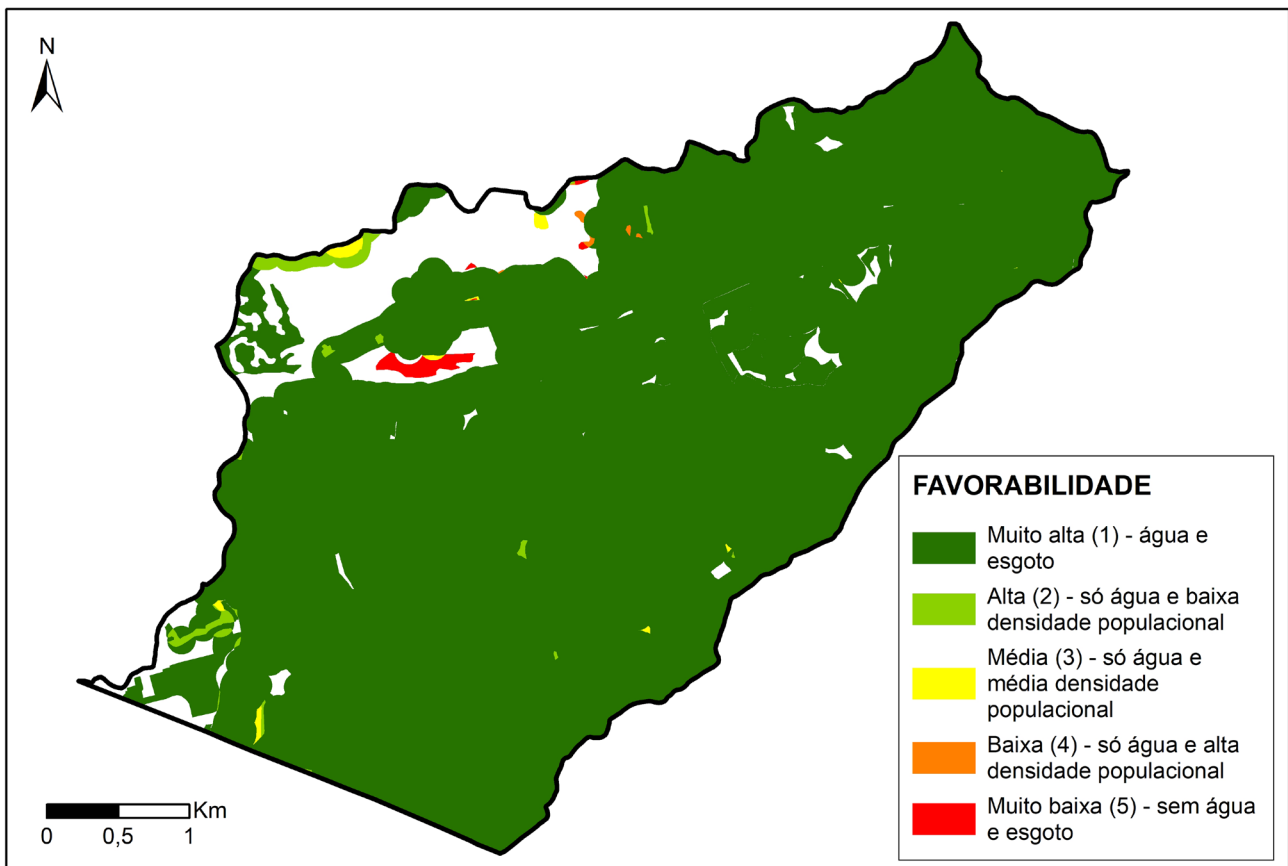 N
FAVORABILIDADE
Muito alta (1) - água e
esgoto
Alta (2) - só água e baixa
densidade populacional
Média (3) - só água e
média densidade
populacional
Baixa (4) - só água e alta
densidade populacional
Muito baixa (5) - sem água
e esgoto
Km
0 0,5 1